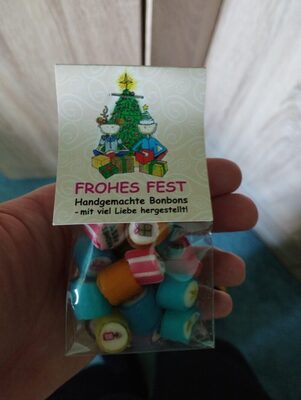 FROHES FEST
Handgemachte Bonbons
- mit viel Liebe hergestellt!